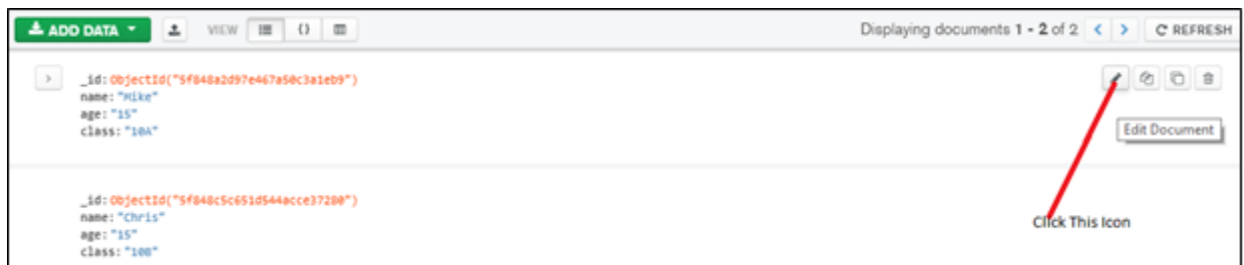 ADD DATA VIEW {} Displaying documents 1 - 2 of 2 < > REFRESH
> _id: ObjectId("5f848a2d97e467a50c3a1eb9")
name: "Mike"
age: "15"
class: "10A"
Edit Document
_id: ObjectId("5f848c5c651d544acce37280")
name: "Chris"
Click This Icon
age: "15"
class: "10B"